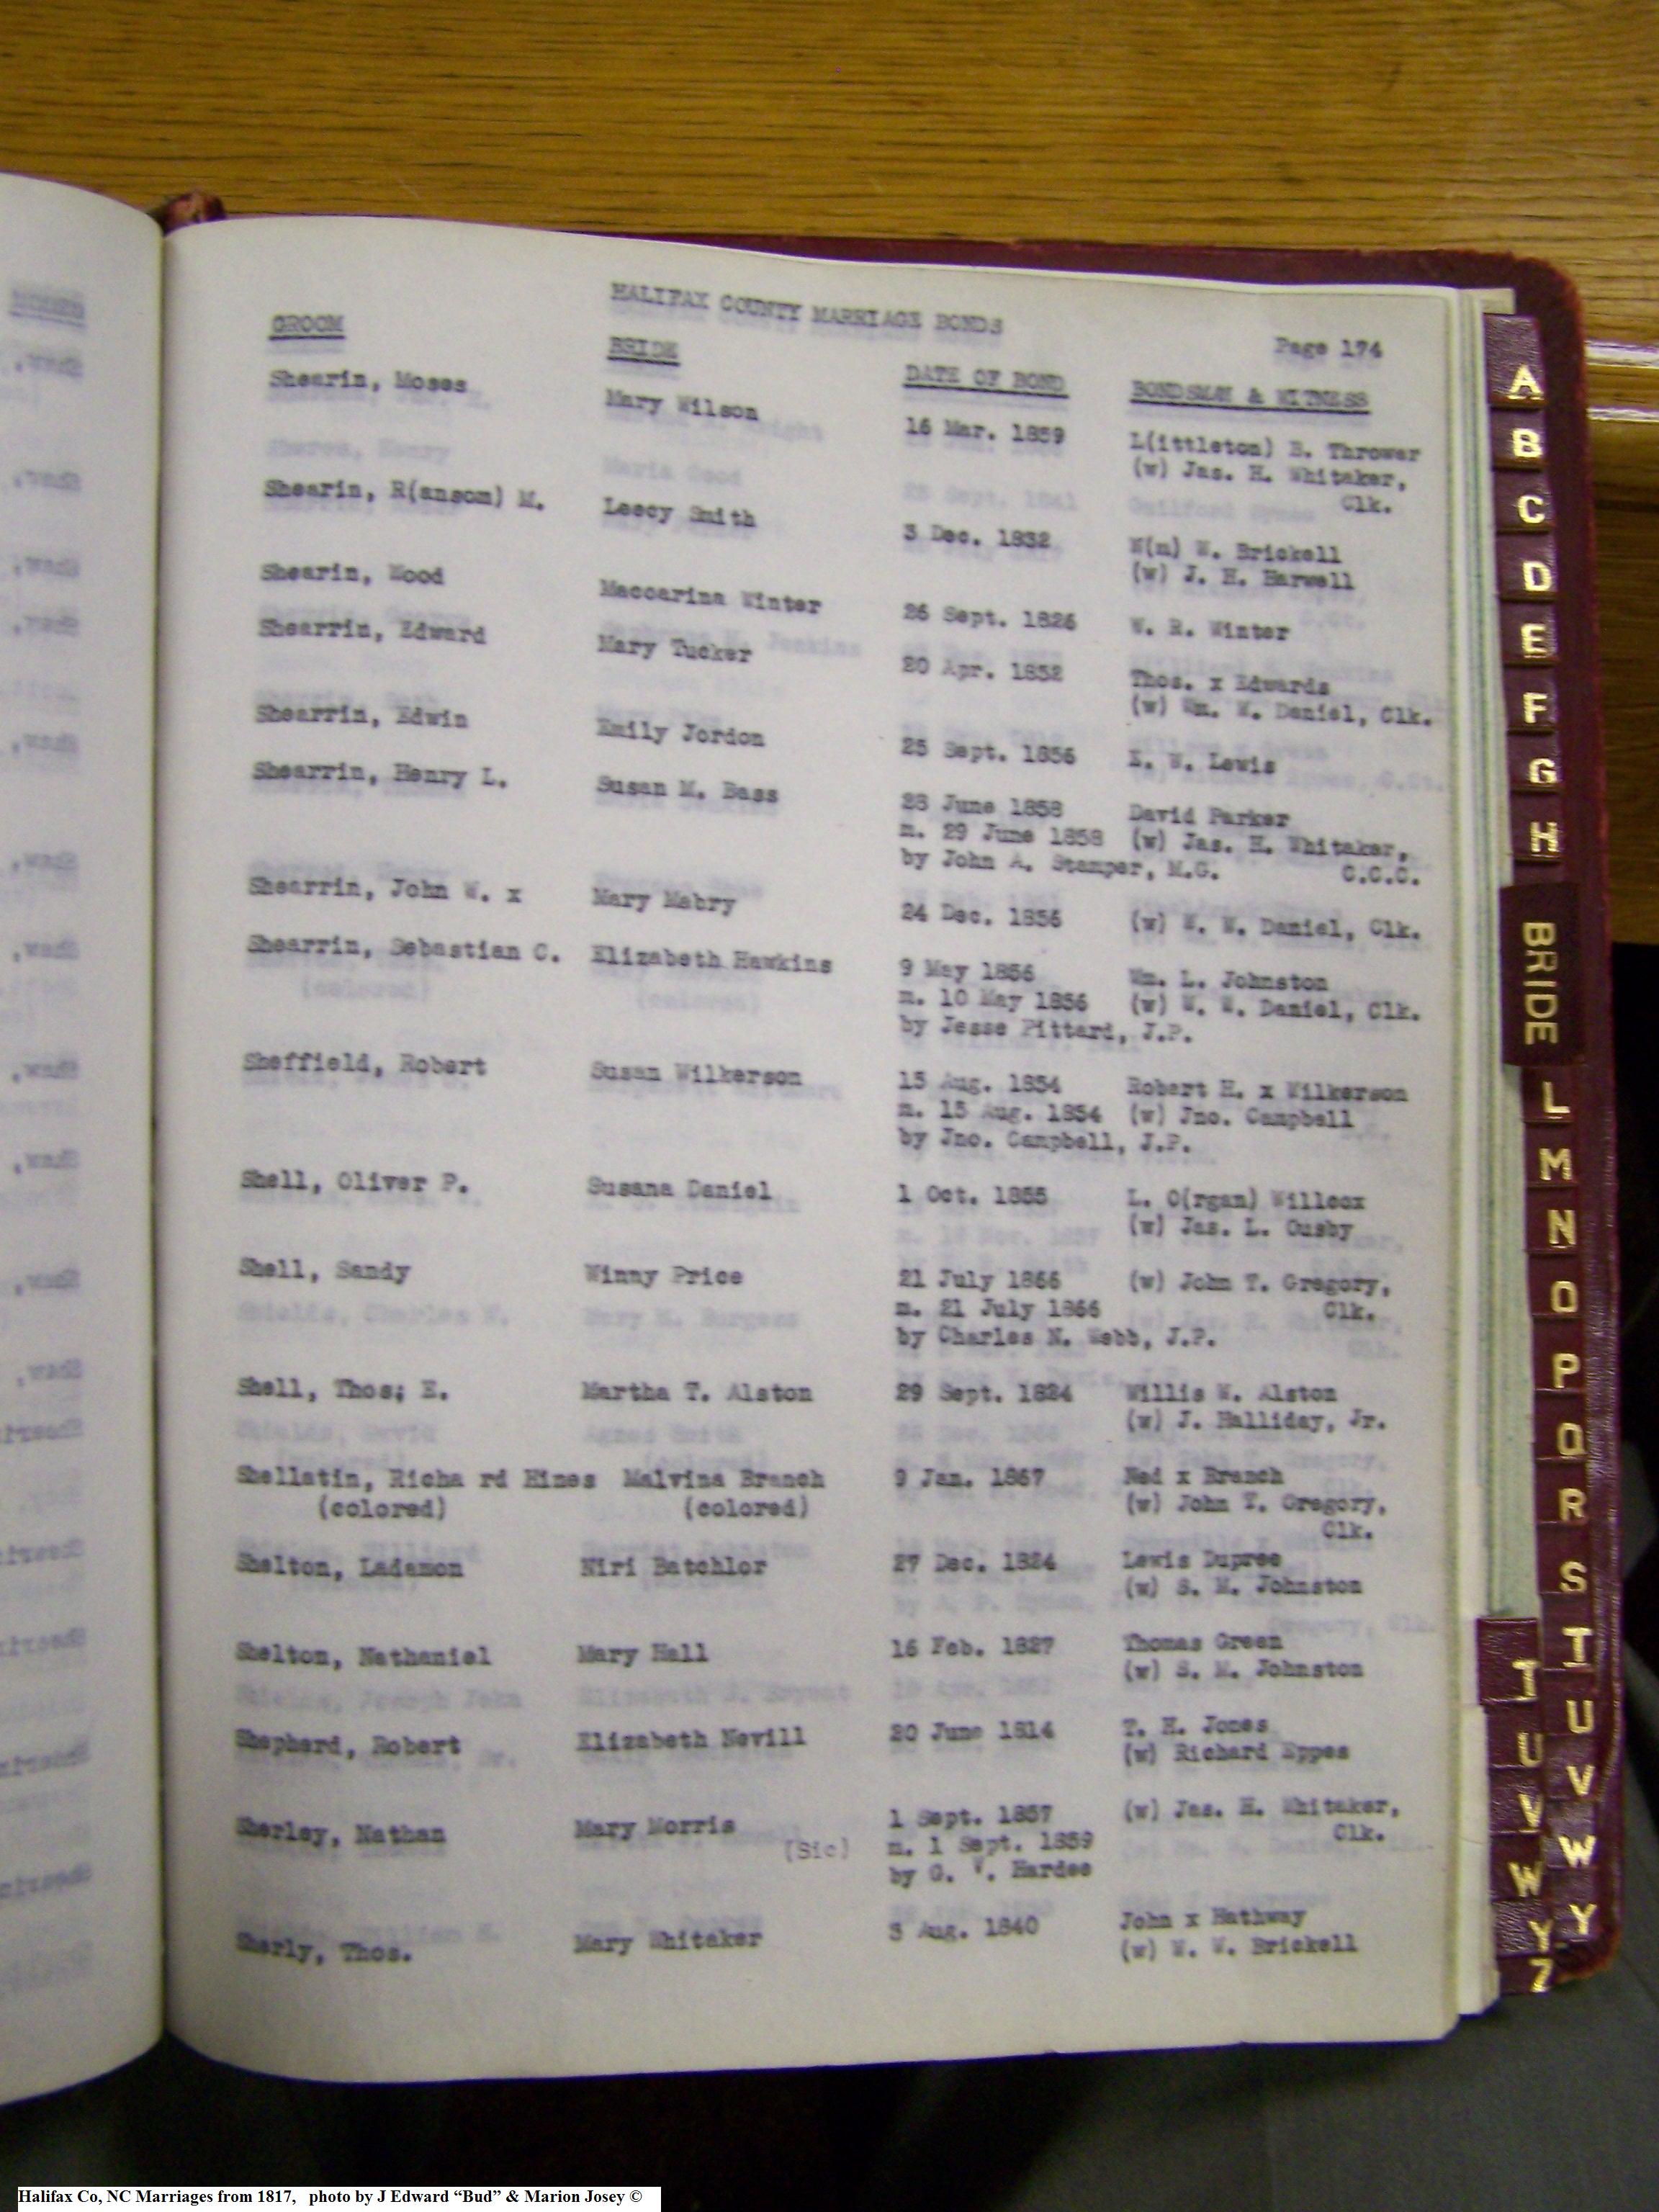 HALIFAX COUNTY MARRIAGE BONDS
Page 174
GROOM BRIDE DATE OF BOND BONDSMAN & WITNESS
Shearin, Moses Mary Wilson 16 Mar. 1859 L(ittleton) B. Thrower
(w) Jas. H. Whitaker,
Clk.
Shearin, R(ansom) M. Leecy Smith 3 Dec. 1832 W(m) W. Brickell
(w) J. H. Harwell
Shearin, Wood Maccarina Winter 26 Sept. 1826 W. R. Winter
Shearrin, Edward Mary Tucker 20 Apr. 1852 Thos. x Edwards
(w) Wm. W. Daniel, Clk.
Shearrin, Edwin Emily Jordon 25 Sept. 1856 E. W. Lewis
Shearrin, Henry L. Susan M. Bass 28 June 1858 David Parker
m. 29 June 1858 (w) Jas. H. Whitaker,
by John A. Stamper, M.G. C.C.C.
Shearrin, John W. x Mary Mabry 24 Dec. 1856 (w) W. W. Daniel, Clk.
Shearrin, Sebastian C. Elizabeth Hawkins 9 May 1856 Wm. L. Johnston
m. 10 May 1856 (w) W. W. Daniel, Clk.
by Jesse Pittard, J.P.
Sheffield, Robert Susan Wilkerson 15 Aug. 1854 Robert H. x Wilkerson
m. 15 Aug. 1854 (w) Jno. Campbell
by Jno. Campbell, J.P.
Shell, Oliver P. Susana Daniel 1 Oct. 1855 L. O(rgan) Willcox
(w) Jas. L. Ousby
Shell, Sandy Winny Price 21 July 1866 (w) John T. Gregory,
m. 21 July 1866 Clk.
by Charles N. Webb, J.P.
Shell, Thos; E. Martha T. Alston 29 Sept. 1824 Willis W. Alston
(w) J. Halliday, Jr.
Shellatin, Richa rd Hines Malvina Branch 9 Jan. 1867 Ned x Branch
(colored) (colored) (w) John T. Gregory,
Clk.
Shelton, Ladamon Niri Batchlor 27 Dec. 1824 Lewis Dupree
(w) S. M. Johnston
Shelton, Nathaniel Mary Hall 16 Feb. 1827 Thomas Green
(w) S. M. Johnston
Shepherd, Robert Elizabeth Nevill 20 June 1814 T. H. Jones
(w) Richard Eppes
Sherley, Nathan Mary Morris 1 Sept. 1857 (w) Jas. H. Whitaker,
(Sic) m. 1 Sept. 1859 Clk.
by G. W. Hardee
Sherly, Thos. Mary Whitaker 3 Aug. 1840 John x Hathway
(w) W. W. Brickell
A
B
C
D
E
F
G
H
BRIDE
L
M
N
O
P
Q
R
S
T
U
V
W
Y
T
U
V
W
Y
Z
Halifax Co, NC Marriages from 1817, photo by J Edward “Bud” & Marion Josey ©